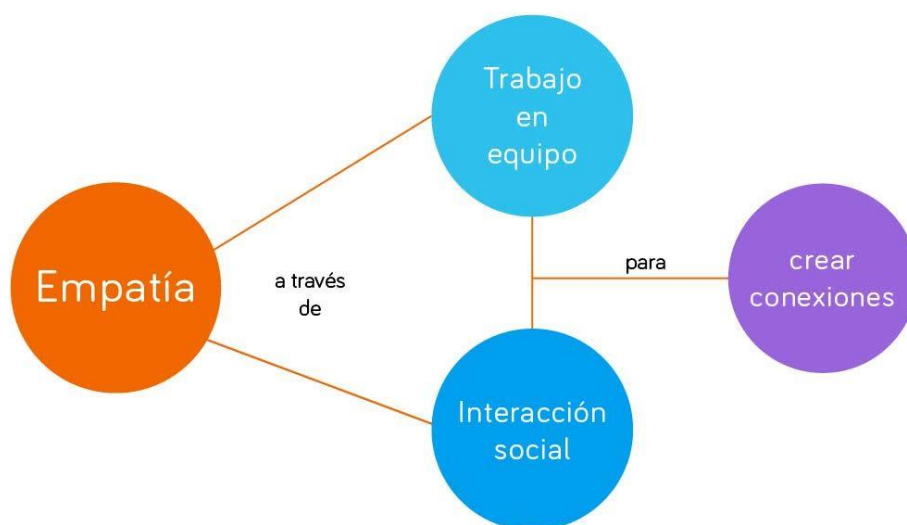 Empatía
a través
de
Trabajo
en
equipo
Interacción
social
para
crear
conexiones